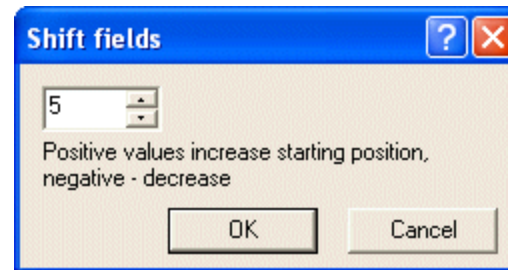 Shift fields
5
Positive values increase starting position,
negative - decrease
OK Cancel